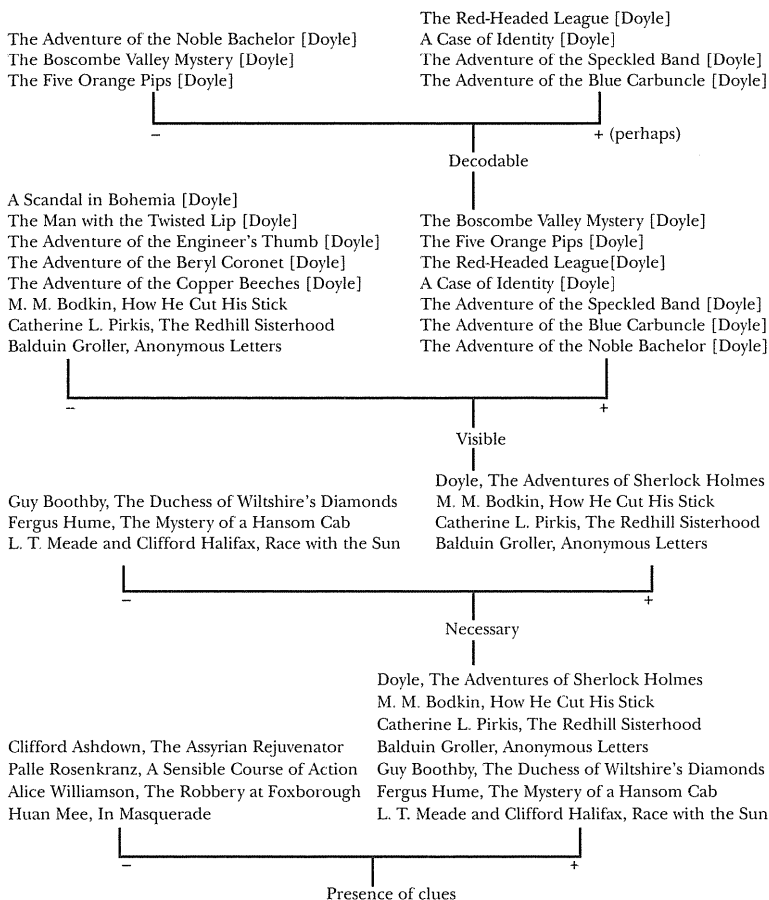 The Adventure of the Noble Bachelor [Doyle]
The Boscombe Valley Mystery [Doyle]
The Five Orange Pips [Doyle]
The Red-Headed League [Doyle]
A Case of Identity [Doyle]
The Adventure of the Speckled Band [Doyle]
The Adventure of the Blue Carbuncle [Doyle]
–
+ (perhaps)
Decodable
A Scandal in Bohemia [Doyle]
The Man with the Twisted Lip [Doyle]
The Adventure of the Engineer's Thumb [Doyle]
The Adventure of the Beryl Coronet [Doyle]
The Adventure of the Copper Beeches [Doyle]
M. M. Bodkin, How He Cut His Stick
Catherine L. Pirkis, The Redhill Sisterhood
Balduin Groller, Anonymous Letters
The Boscombe Valley Mystery [Doyle]
The Five Orange Pips [Doyle]
The Red-Headed League[Doyle]
A Case of Identity [Doyle]
The Adventure of the Speckled Band [Doyle]
The Adventure of the Blue Carbuncle [Doyle]
The Adventure of the Noble Bachelor [Doyle]
–
+
Visible
Guy Boothby, The Duchess of Wiltshire's Diamonds
Fergus Hume, The Mystery of a Hansom Cab
L. T. Meade and Clifford Halifax, Race with the Sun
Doyle, The Adventures of Sherlock Holmes
M. M. Bodkin, How He Cut His Stick
Catherine L. Pirkis, The Redhill Sisterhood
Balduin Groller, Anonymous Letters
–
+
Necessary
Clifford Ashdown, The Assyrian Rejuvenator
Palle Rosenkranz, A Sensible Course of Action
Alice Williamson, The Robbery at Foxborough
Huan Mee, In Masquerade
Doyle, The Adventures of Sherlock Holmes
M. M. Bodkin, How He Cut His Stick
Catherine L. Pirkis, The Redhill Sisterhood
Balduin Groller, Anonymous Letters
Guy Boothby, The Duchess of Wiltshire's Diamonds
Fergus Hume, The Mystery of a Hansom Cab
L. T. Meade and Clifford Halifax, Race with the Sun
–
+
Presence of clues